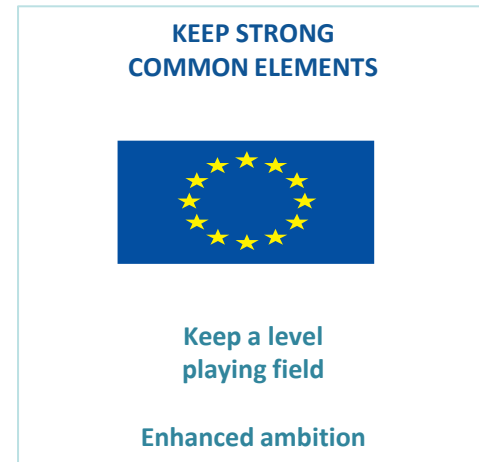 KEEP STRONG
COMMON ELEMENTS
Keep a level
playing field
Enhanced ambition